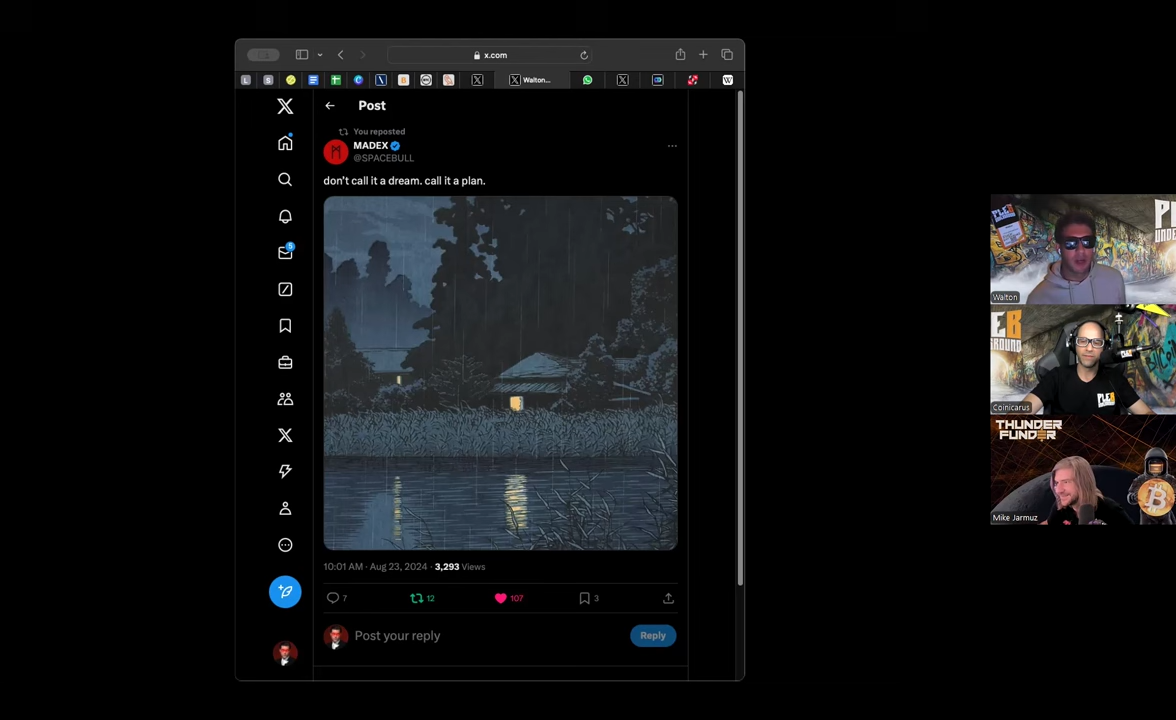 x.com
Walton...
Post
You reposted
MADEX
@SPACEBULL
don't call it a dream. call it a plan.
10:01 AM · Aug 23, 2024 · 3,293 Views
7
12
107
3
Post your reply
Reply
5
Walton
Coinicarus
THUNDER
FUNDER
Mike Jarmuz